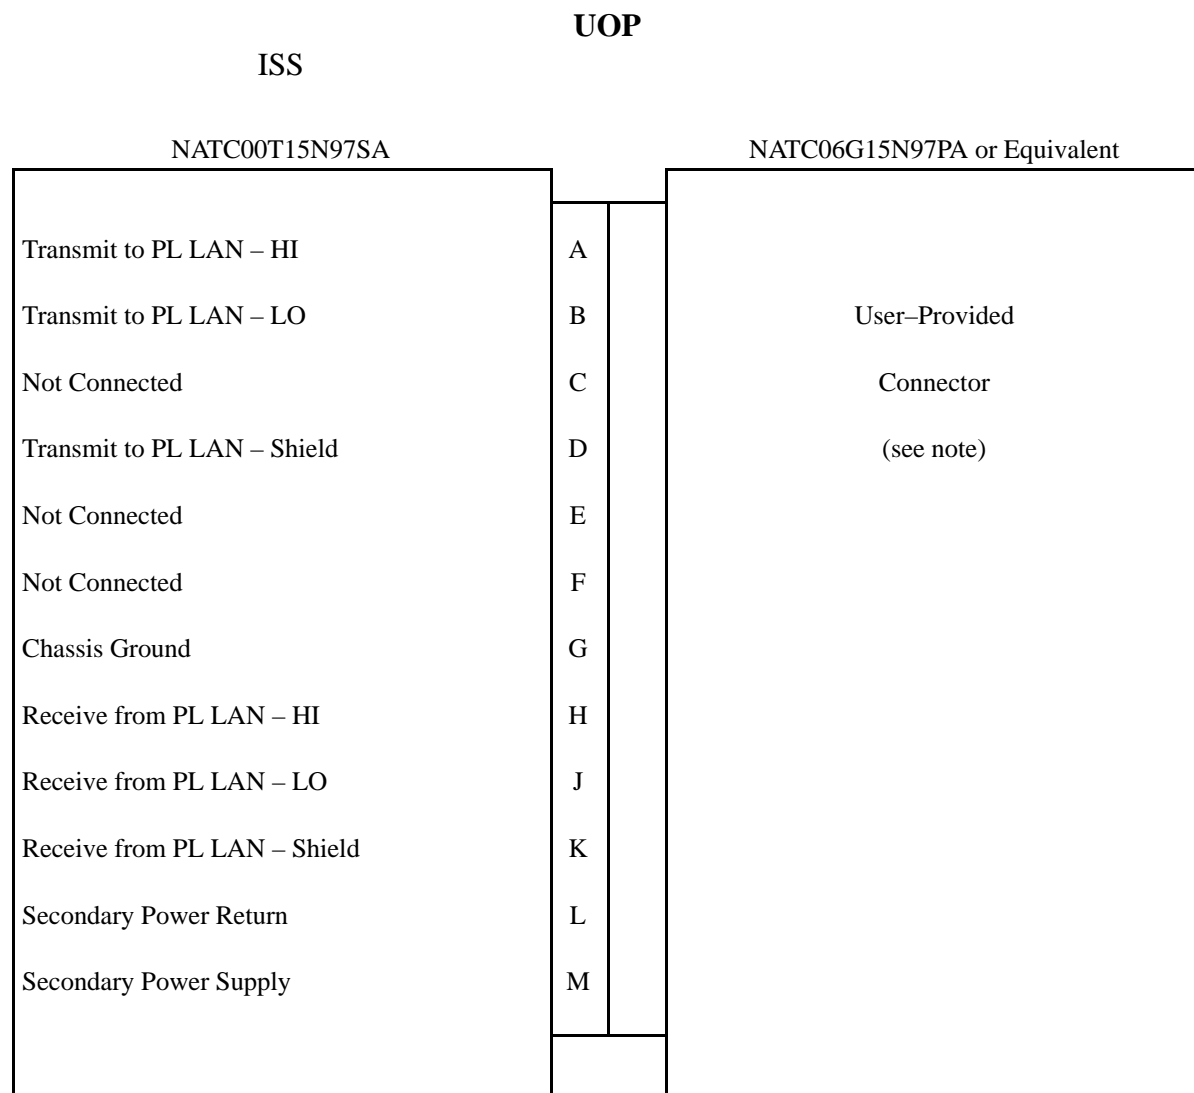 UOP
ISS
NATC00T15N97SA NATC06G15N97PA or Equivalent
Transmit to PL LAN – HI A
Transmit to PL LAN – LO B User–Provided
Not Connected C Connector
Transmit to PL LAN – Shield D (see note)
Not Connected E
Not Connected F
Chassis Ground G
Receive from PL LAN – HI H
Receive from PL LAN – LO J
Receive from PL LAN – Shield K
Secondary Power Return L
Secondary Power Supply M